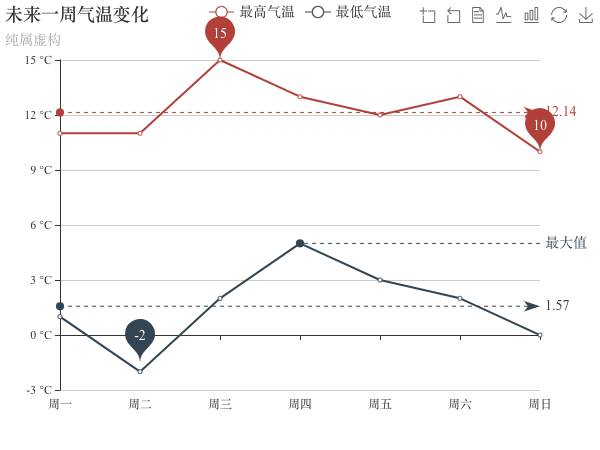 未来一周气温变化
纯属虚构
最高气温 最低气温
15 °C
12 °C
9 °C
6 °C
3 °C
0 °C
-3 °C
15
12.14
10
最大值
1.57
-2
周一 周二 周三 周四 周五 周六 周日